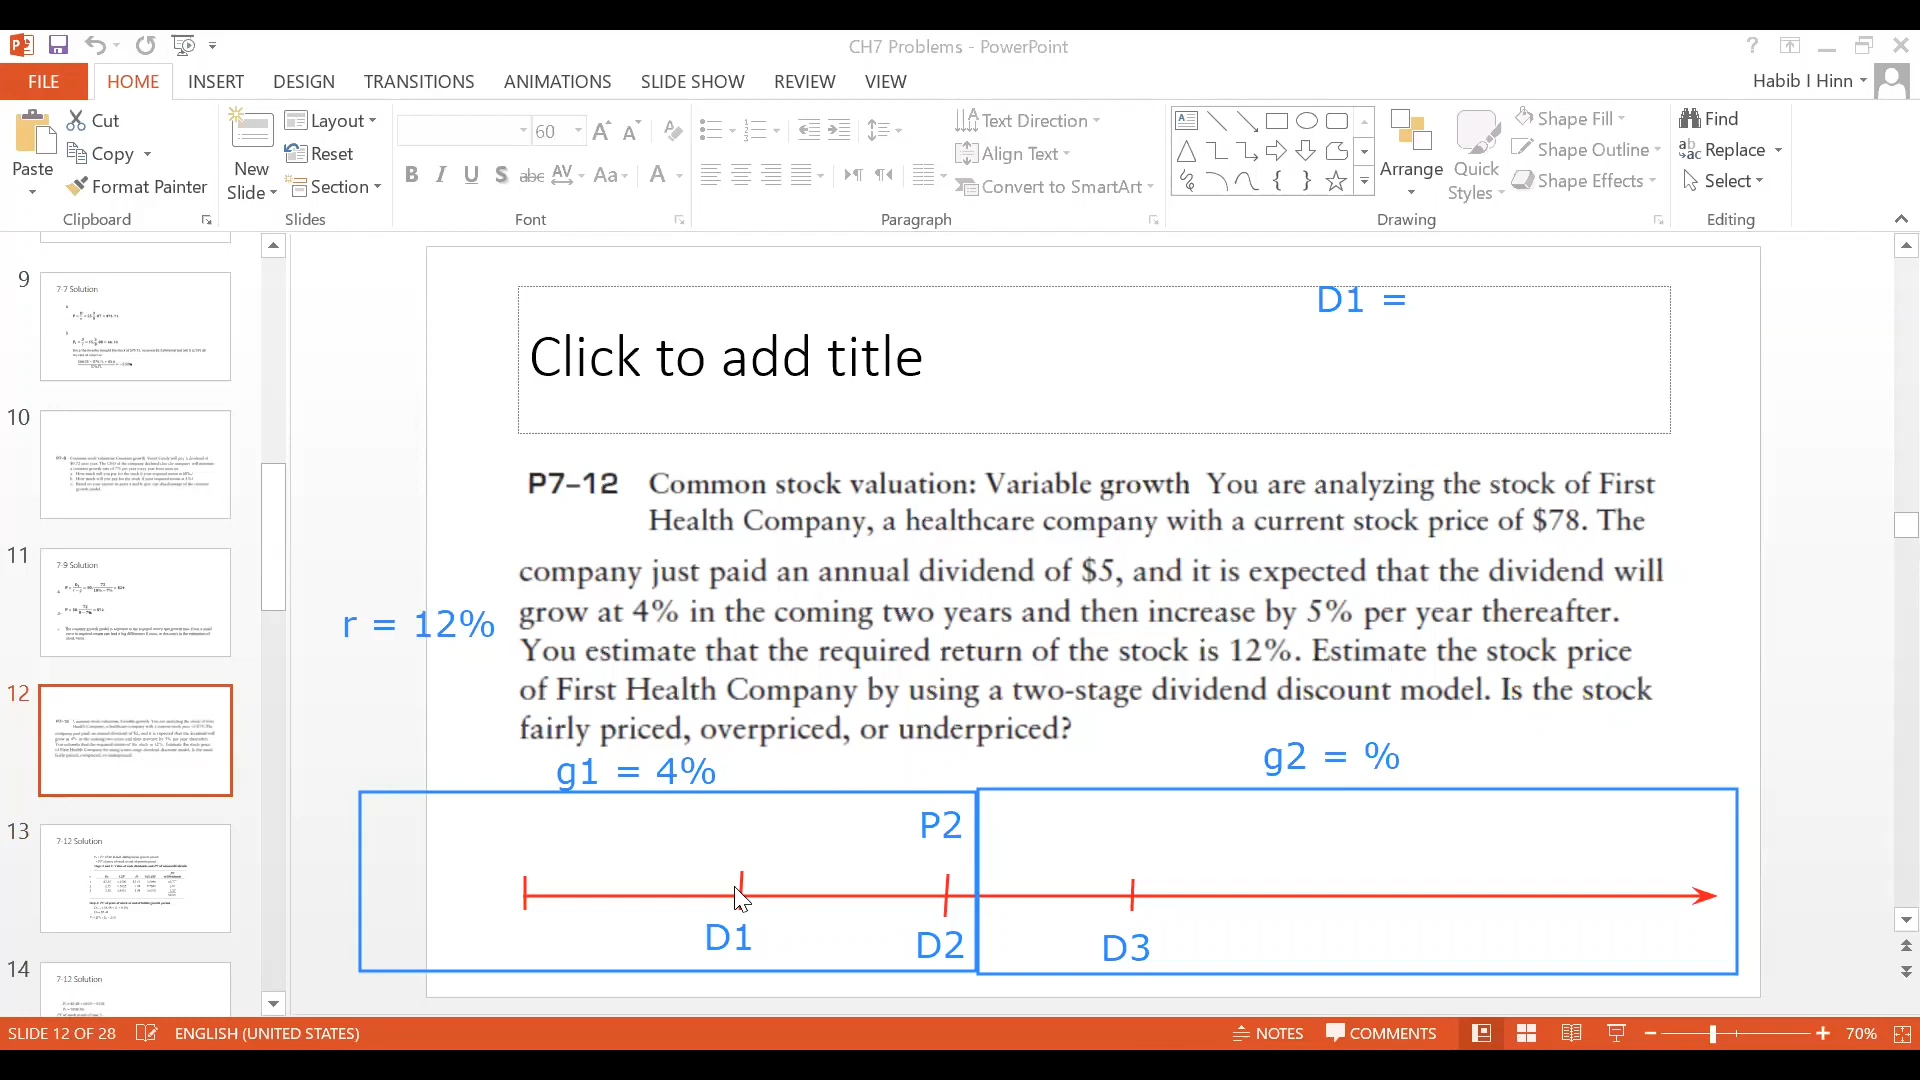 CH7 Problems - PowerPoint
?
FILE
HOME
INSERT
DESIGN
TRANSITIONS
ANIMATIONS
SLIDE SHOW
REVIEW
VIEW
Habib I Hinn
Paste
Cut
Copy
Format Painter
Clipboard
New
Slide
Layout
Reset
Section
Slides
60
B I U S abc AV Aa A
Font
Text Direction
Align Text
Convert to SmartArt
Paragraph
Arrange
Quick
Styles
Shape Fill
Shape Outline
Shape Effects
Drawing
Find
Replace
Select
Editing
9
7-7 Solution
10
11
7-9 Solution
12
13
7-12 Solution
14
7-12 Solution
D1 =
Click to add title
P7-12 Common stock valuation: Variable growth You are analyzing the stock of First
Health Company, a healthcare company with a current stock price of $78. The
company just paid an annual dividend of $5, and it is expected that the dividend will
grow at 4% in the coming two years and then increase by 5% per year thereafter.
You estimate that the required return of the stock is 12%. Estimate the stock price
of First Health Company by using a two-stage dividend discount model. Is the stock
fairly priced, overpriced, or underpriced?
r = 12%
g1 = 4%
g2 = %
P2
D1
D2
D3
SLIDE 12 OF 28
ENGLISH (UNITED STATES)
NOTES
COMMENTS
70%